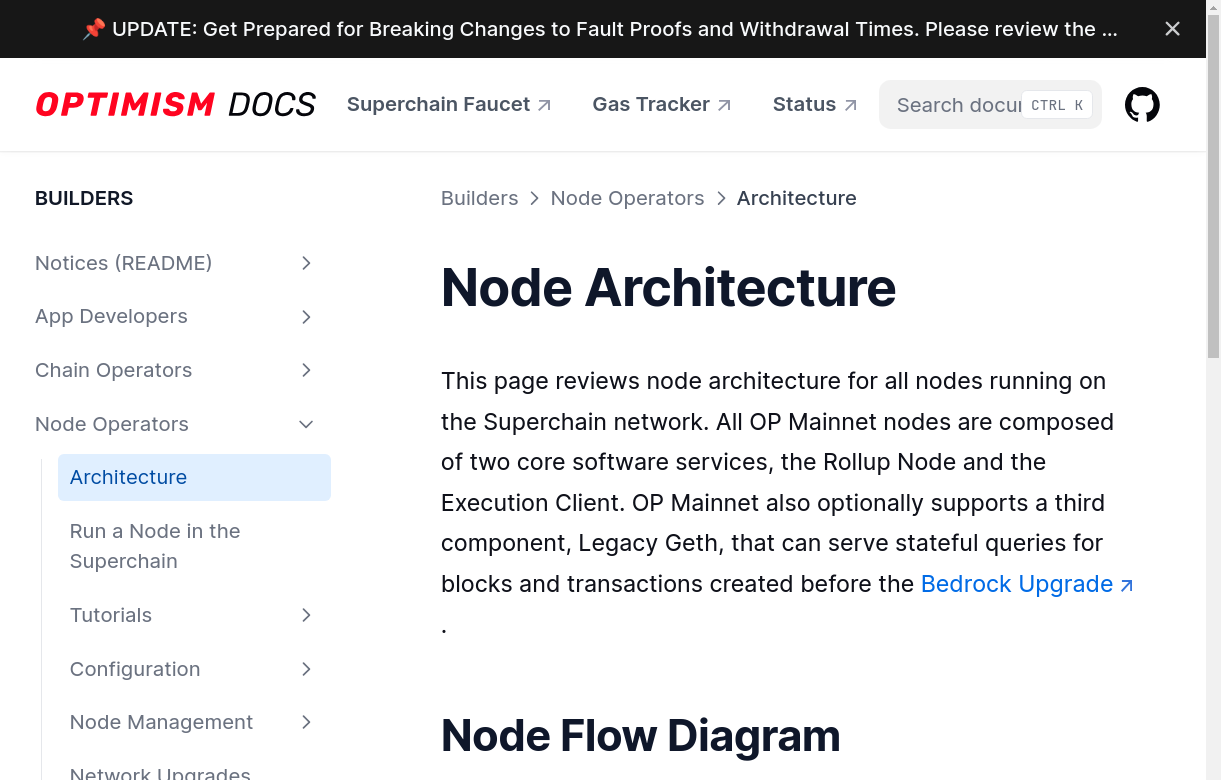 📌 UPDATE: Get Prepared for Breaking Changes to Fault Proofs and Withdrawal Times. Please review the ...
OPTIMISM DOCS
Superchain Faucet
Gas Tracker
Status
Search docu
CTRL K
BUILDERS
Notices (README)
App Developers
Chain Operators
Node Operators
Architecture
Run a Node in the
Superchain
Tutorials
Configuration
Node Management
Network Upgrades
Builders > Node Operators > Architecture
Node Architecture
This page reviews node architecture for all nodes running on
the Superchain network. All OP Mainnet nodes are composed
of two core software services, the Rollup Node and the
Execution Client. OP Mainnet also optionally supports a third
component, Legacy Geth, that can serve stateful queries for
blocks and transactions created before the Bedrock Upgrade
.
Node Flow Diagram